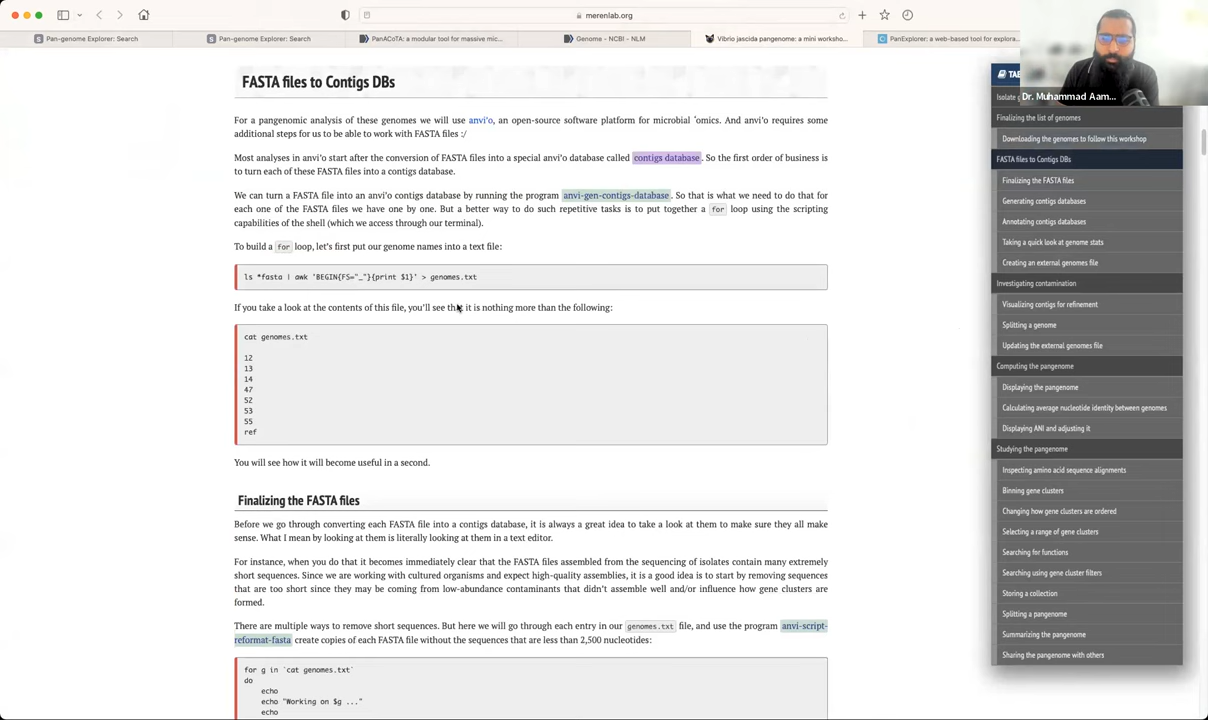 merenlab.org
Pan-genome Explorer: Search
Pan-genome Explorer: Search
PanACoTA: a modular tool for massive mic...
Genome - NCBI - NLM
Vibrio jascida pangenome: a mini worksho...
PanExplorer: a web-based tool for explora...
Dr. Muhammad Aam...
FASTA files to Contigs DBs
For a pangenomic analysis of these genomes we will use anvi'o, an open-source software platform for microbial 'omics. And anvi'o requires some
additional steps for us to be able to work with FASTA files :/
Most analyses in anvi'o start after the conversion of FASTA files into a special anvi'o database called contigs database. So the first order of business is
to turn each of these FASTA files into a contigs database.
We can turn a FASTA file into an anvi'o contigs database by running the program anvi-gen-contigs-database. So that is what we need to do that for
each one of the FASTA files we have one by one. But a better way to do such repetitive tasks is to put together a for loop using the scripting
capabilities of the shell (which we access through our terminal).
To build a for loop, let's first put our genome names into a text file:
ls *fasta | awk 'BEGIN{FS="_"}{print $1}' > genomes.txt
If you take a look at the contents of this file, you'll see that it is nothing more than the following:
cat genomes.txt
12
13
14
47
52
53
55
ref
You will see how it will become useful in a second.
Finalizing the FASTA files
Before we go through converting each FASTA file into a contigs database, it is always a great idea to take a look at them to make sure they all make
sense. What I mean by looking at them is literally looking at them in a text editor.
For instance, when you do that it becomes immediately clear that the FASTA files assembled from the sequencing of isolates contain many extremely
short sequences. Since we are working with cultured organisms and expect high-quality assemblies, it is a good idea is to start by removing sequences
that are too short since they may be coming from low-abundance contaminants that didn't assemble well and/or influence how gene clusters are
formed.
There are multiple ways to remove short sequences. But here we will go through each entry in our genomes.txt file, and use the program anvi-script-
reformat-fasta create copies of each FASTA file without the sequences that are less than 2,500 nucleotides:
for g in `cat genomes.txt`
do
echo
echo "Working on $g ..."
echo
TAB
Isolate g
Finalizing the list of genomes
Downloading the genomes to follow this workshop
FASTA files to Contigs DBs
Finalizing the FASTA files
Generating contigs databases
Annotating contigs databases
Taking a quick look at genome stats
Creating an external genomes file
Investigating contamination
Visualizing contigs for refinement
Splitting a genome
Updating the external genomes file
Computing the pangenome
Displaying the pangenome
Calculating average nucleotide identity between genomes
Displaying ANI and adjusting it
Studying the pangenome
Inspecting amino acid sequence alignments
Binning gene clusters
Changing how gene clusters are ordered
Selecting a range of gene clusters
Searching for functions
Searching using gene cluster filters
Storing a collection
Splitting a pangenome
Summarizing the pangenome
Sharing the pangenome with others